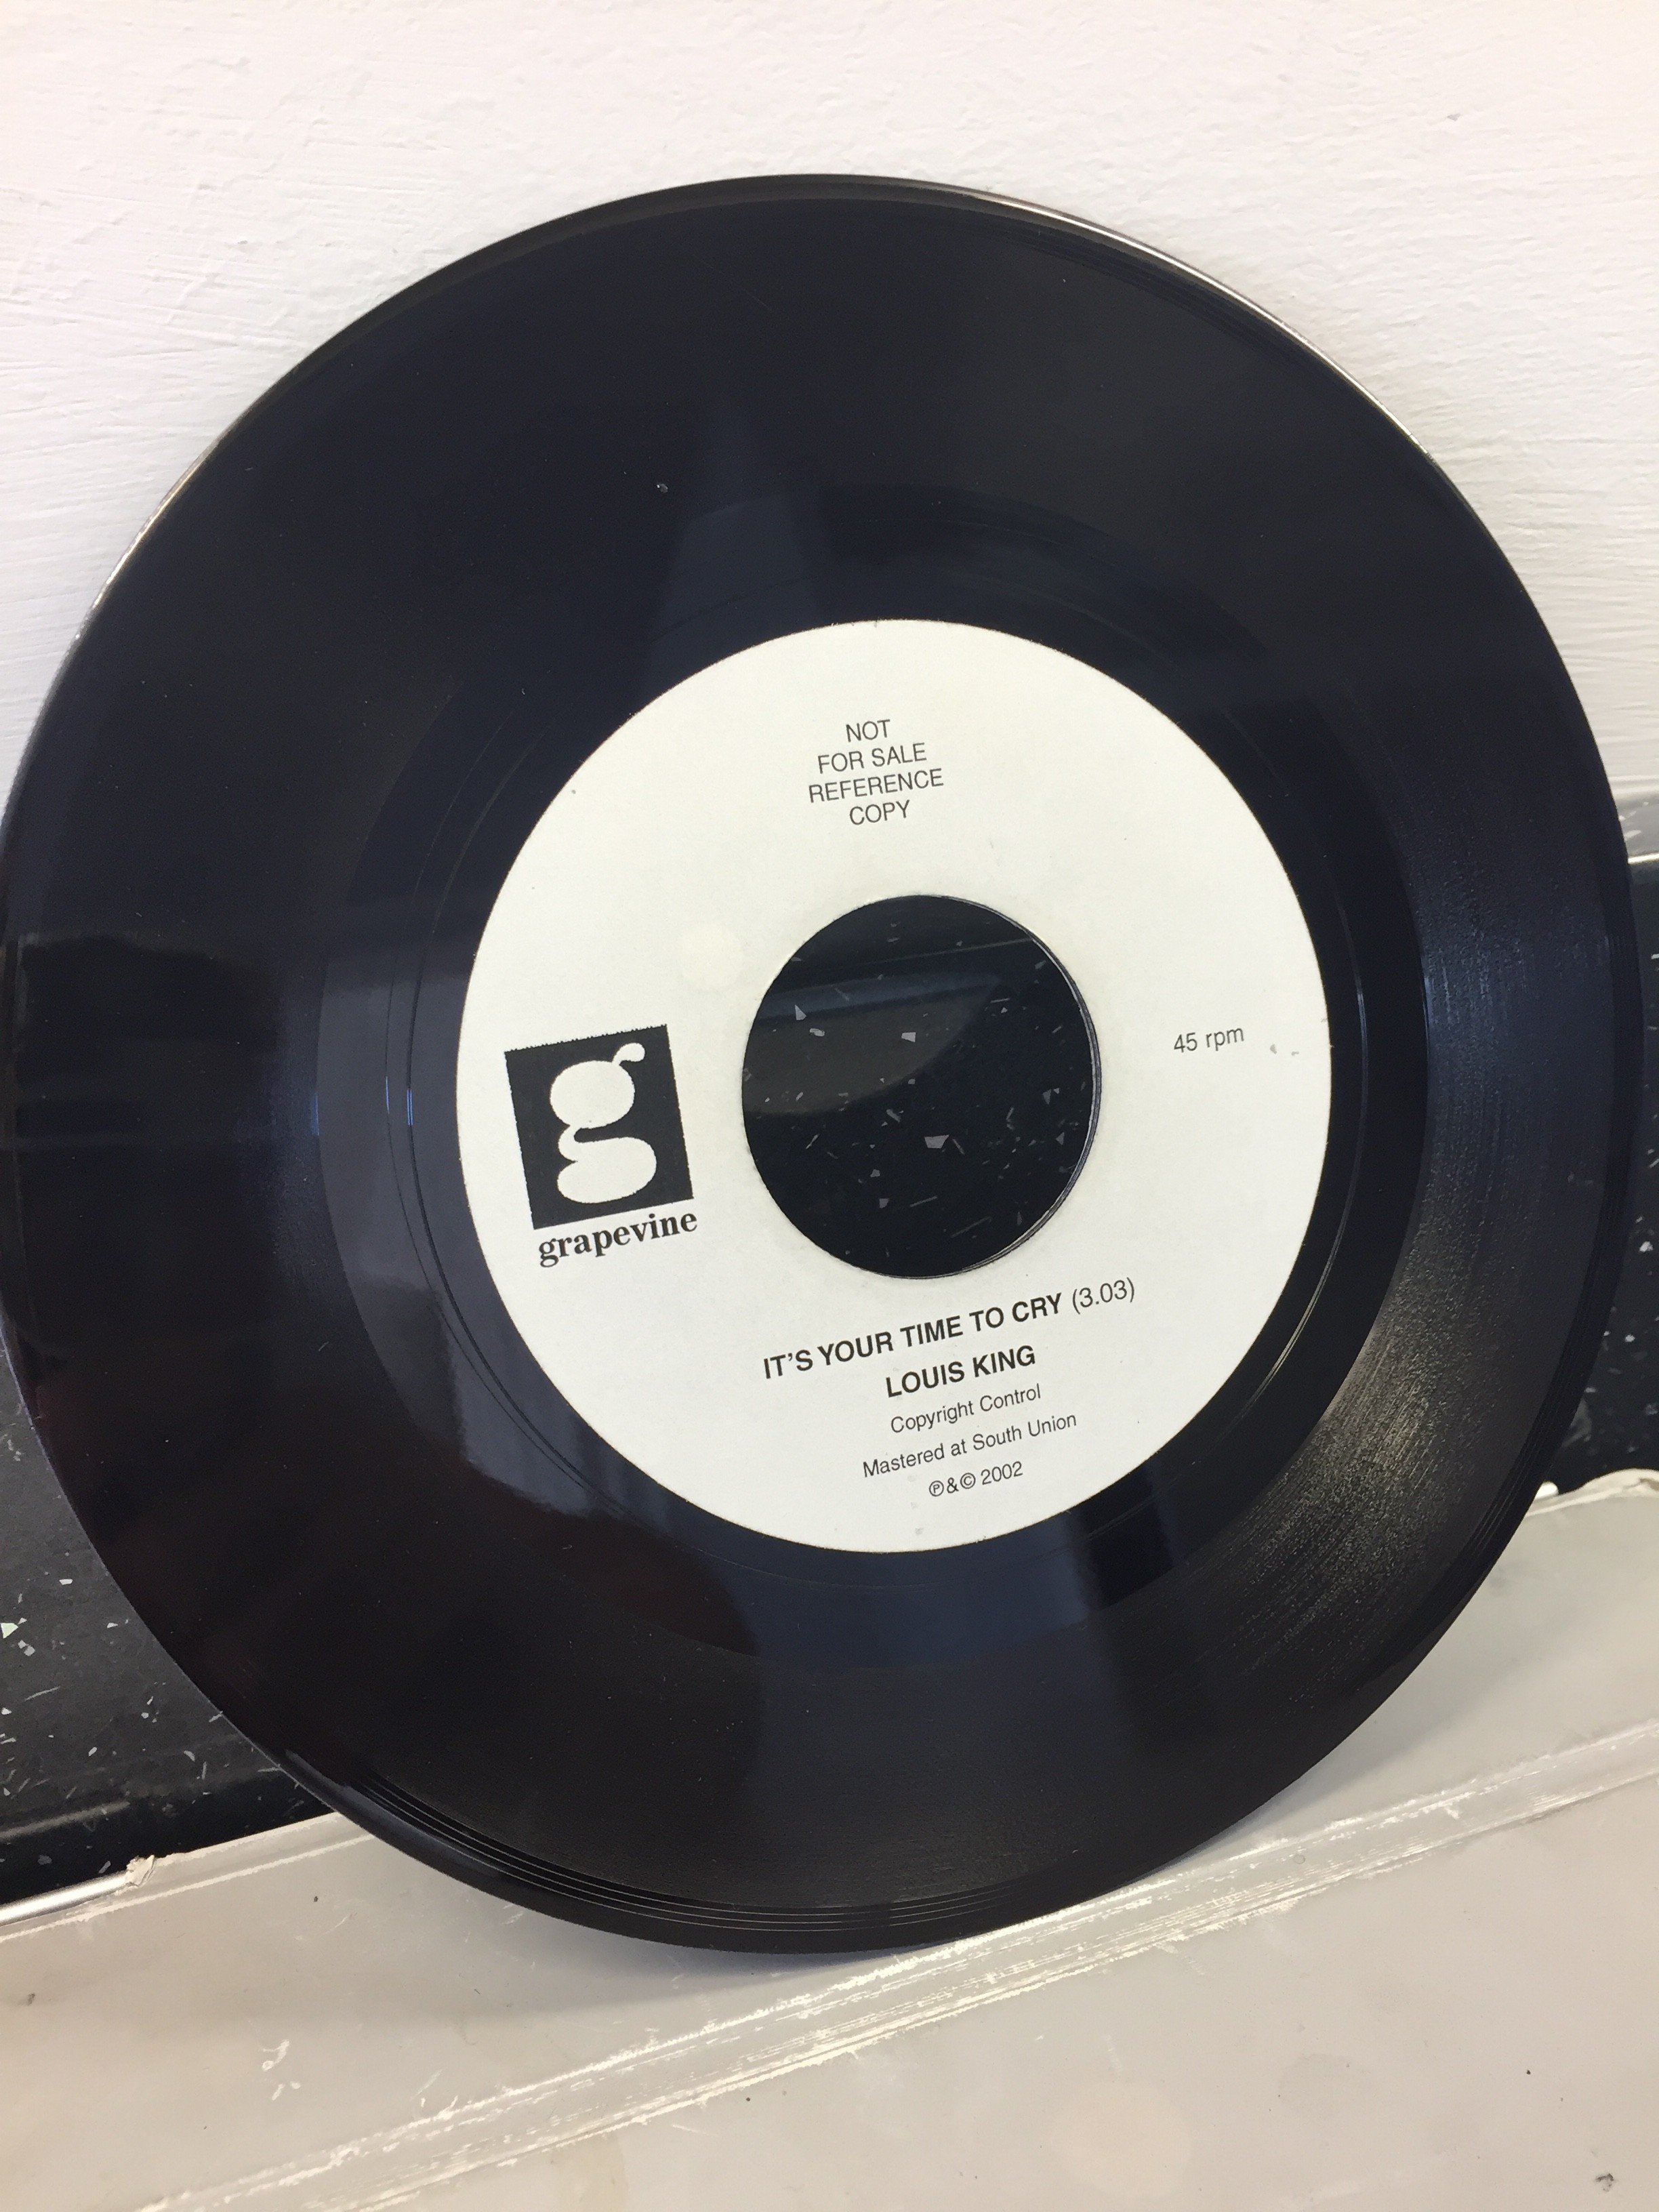 NOT
FOR SALE
REFERENCE
COPY
45 rpm
g
grapevine
IT'S YOUR TIME TO CRY (3.03)
LOUIS KING
Copyright Control
Mastered at South Union
℗&© 2002